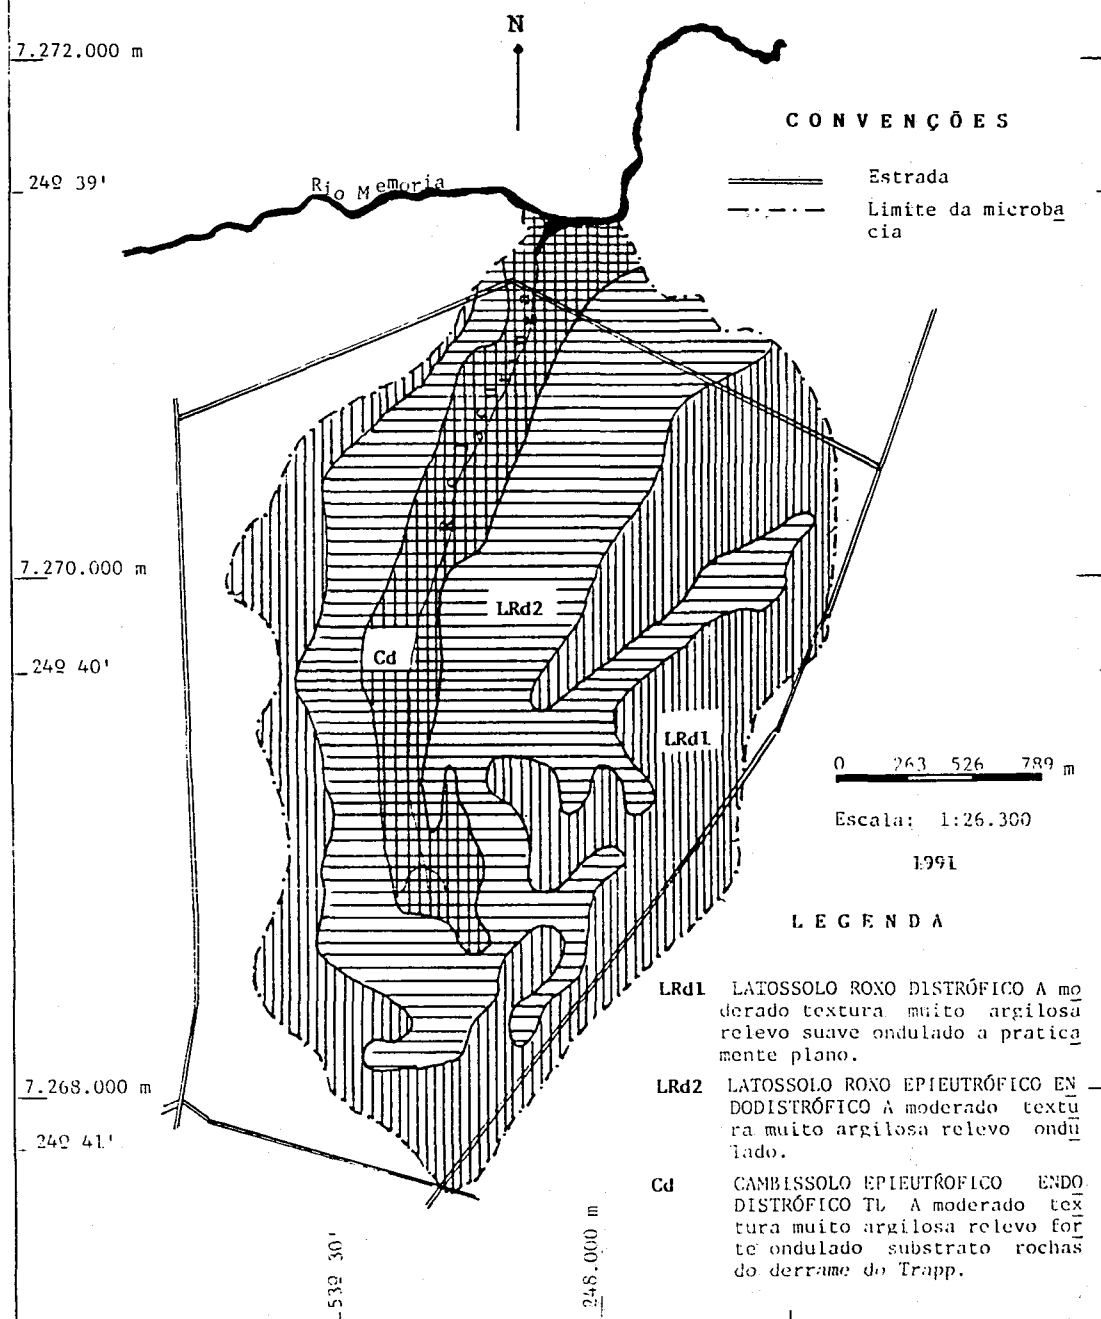 N
7.272.000 m
CONVENÇÕES
24º 39'
Rio Memoria
Estrada
Limite da microba
cia
7.270.000 m
LRd2
Cd
24º 40'
LRd1
0 263 526 789 m
Escala: 1:26.300
1991
LEGENDA
LRd1 LATOSSOLO ROXO DISTRÓFICO A mo
derado textura muito argilosa
relevo suave ondulado a pratica
mente plano.
7.268.000 m
LRd2 LATOSSOLO ROXO EPIEUTRÓFICO EN
DODISTRÓFICO A moderado textu
ra muito argilosa relevo ondu
lado.
24º 41'
Cd CAMBISSOLO EPIEUTRÓFICO ENDO
DISTRÓFICO Tb A moderado tex
tura muito argilosa relevo for
te ondulado substrato rochas
do derrame do Trapp.
53º 30'
248.000 m